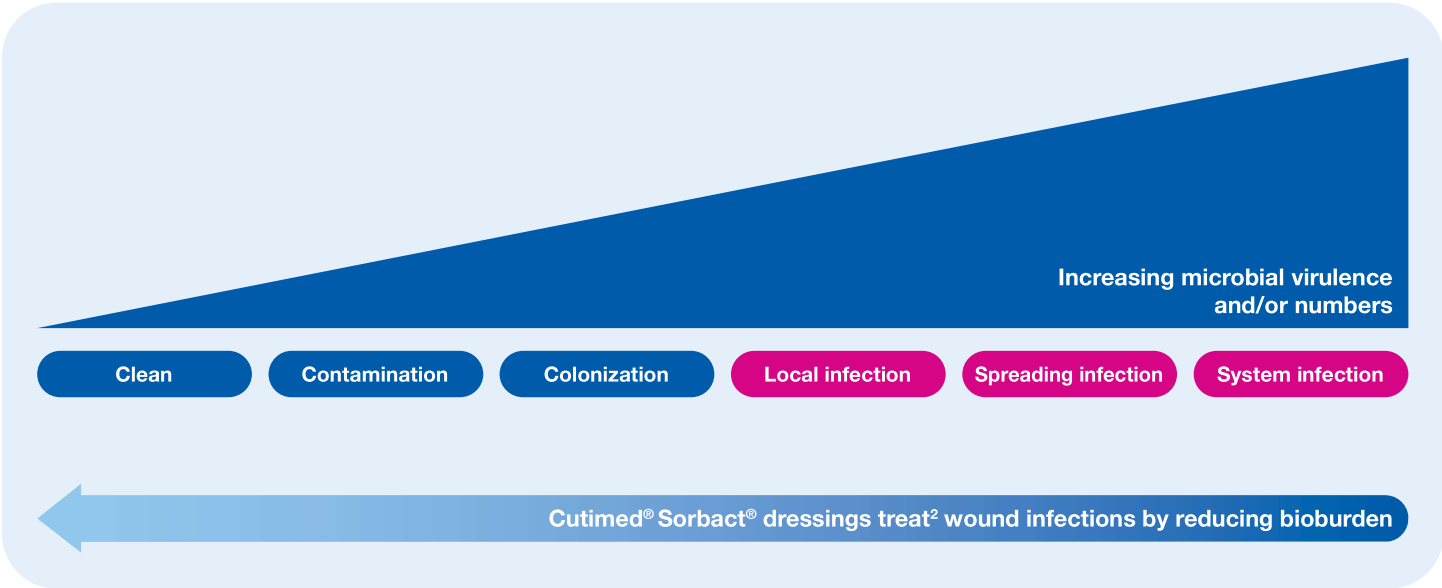 Increasing microbial virulence
and/or numbers
Clean
Contamination
Colonization
Local infection
Spreading infection
System infection
Cutimed® Sorbact® dressings treat² wound infections by reducing bioburden